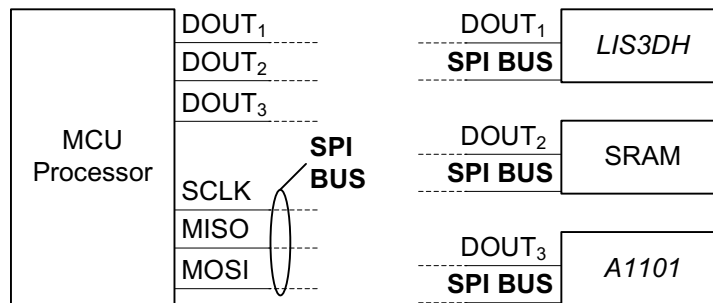 DOUT₁
DOUT₂
DOUT₃
MCU
Processor
SPI
BUS
SCLK
MISO
MOSI
DOUT₁
SPI BUS
LIS3DH
DOUT₂
SPI BUS
SRAM
DOUT₃
SPI BUS
A1101